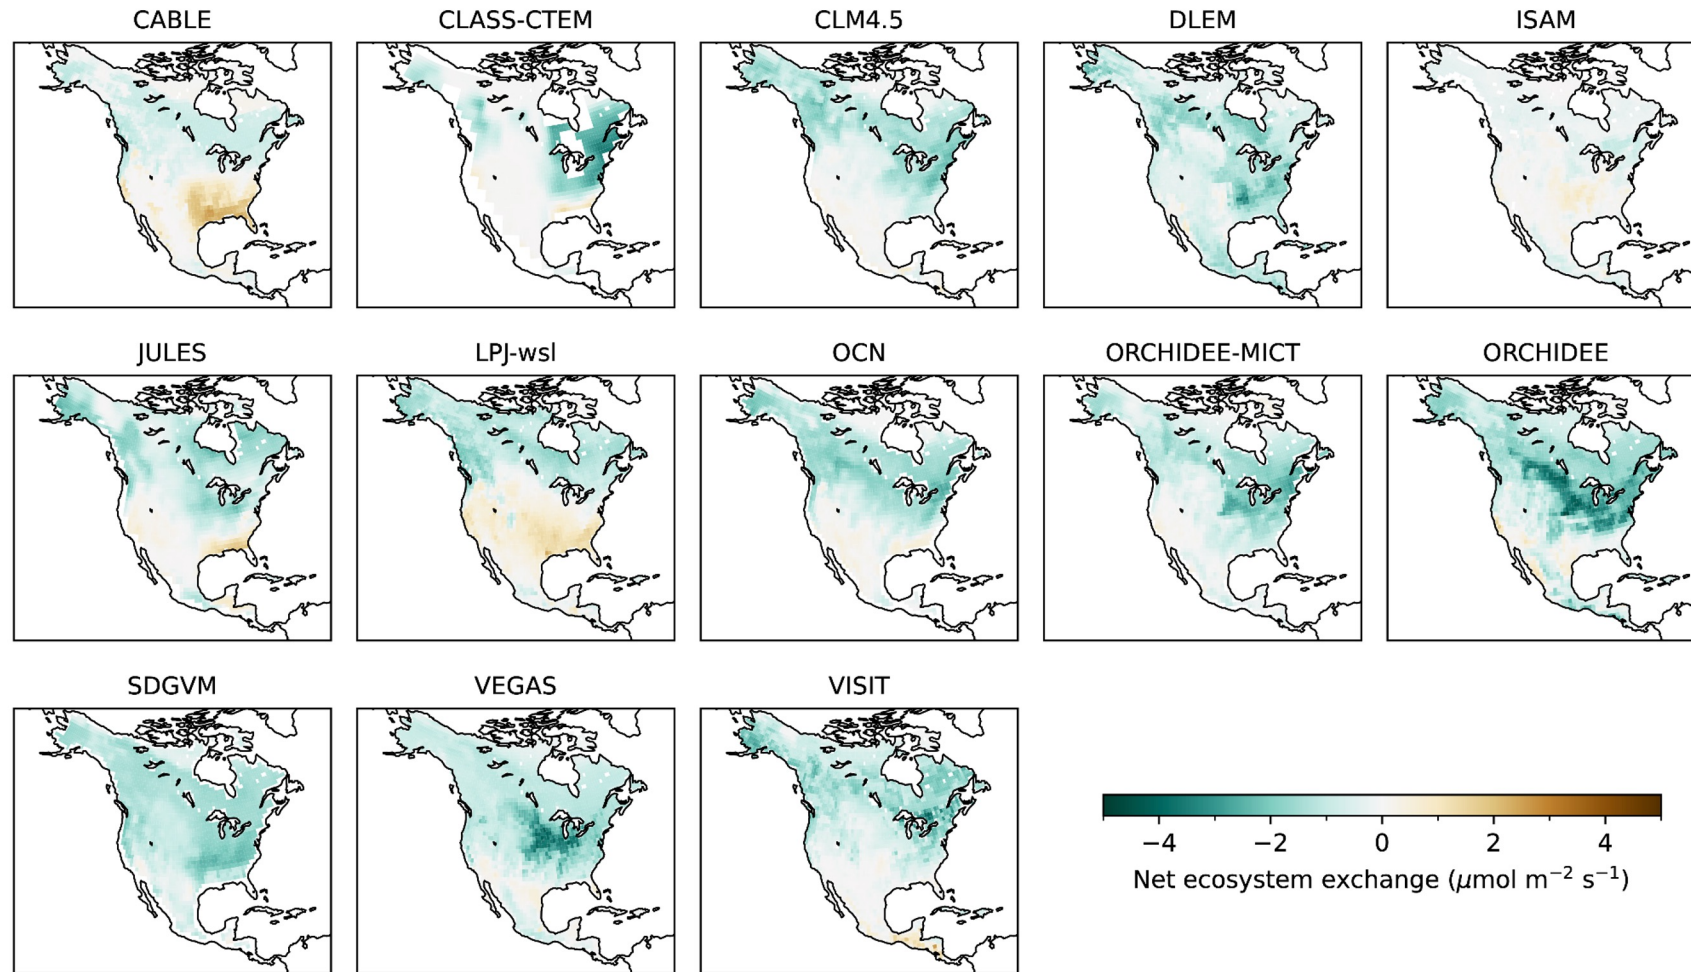 CABLE CLASS-CTEM CLM4.5 DLEM ISAM
JULES LPJ-wsl OCN ORCHIDEE-MICT ORCHIDEE
SDGVM VEGAS VISIT
−4 −2 0 2 4
Net ecosystem exchange (μmol m⁻² s⁻¹)